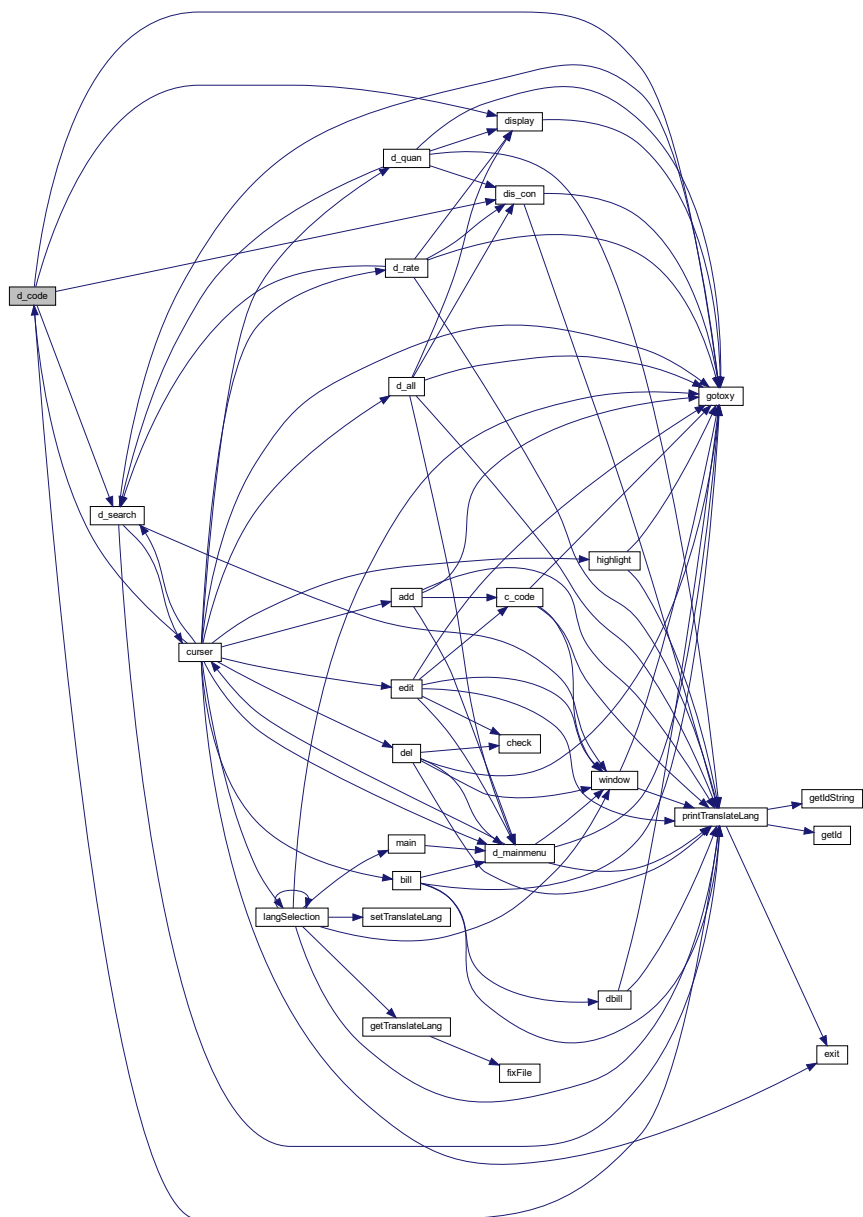 display
d_quan
dis_con
d_rate
d_code
d_all
gotoxy
d_search
highlight
add
c_code
curser
edit
check
del
window
getIdString
printTranslateLang
getId
main
d_mainmenu
bill
langSelection
setTranslateLang
dbill
getTranslateLang
exit
fixFile